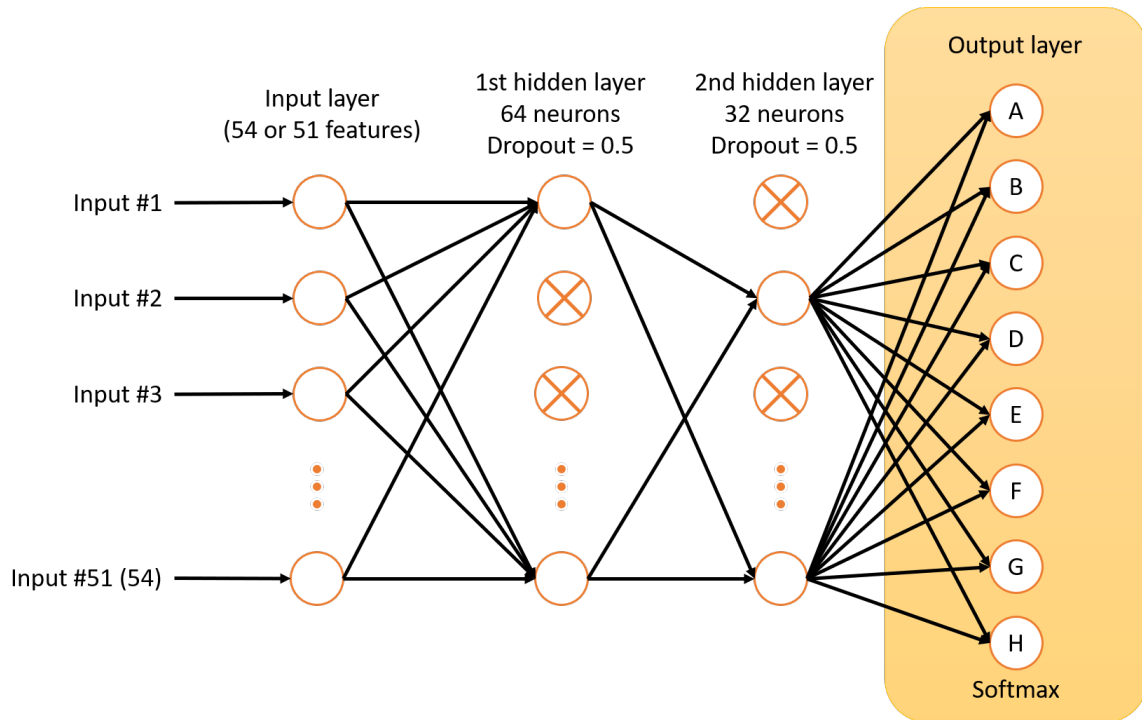 Output layer
1st hidden layer
64 neurons
Dropout = 0.5
2nd hidden layer
32 neurons
Dropout = 0.5
Input layer
(54 or 51 features)
Input #1
Input #2
Input #3
Input #51 (54)
A
B
C
D
E
F
G
H
Softmax